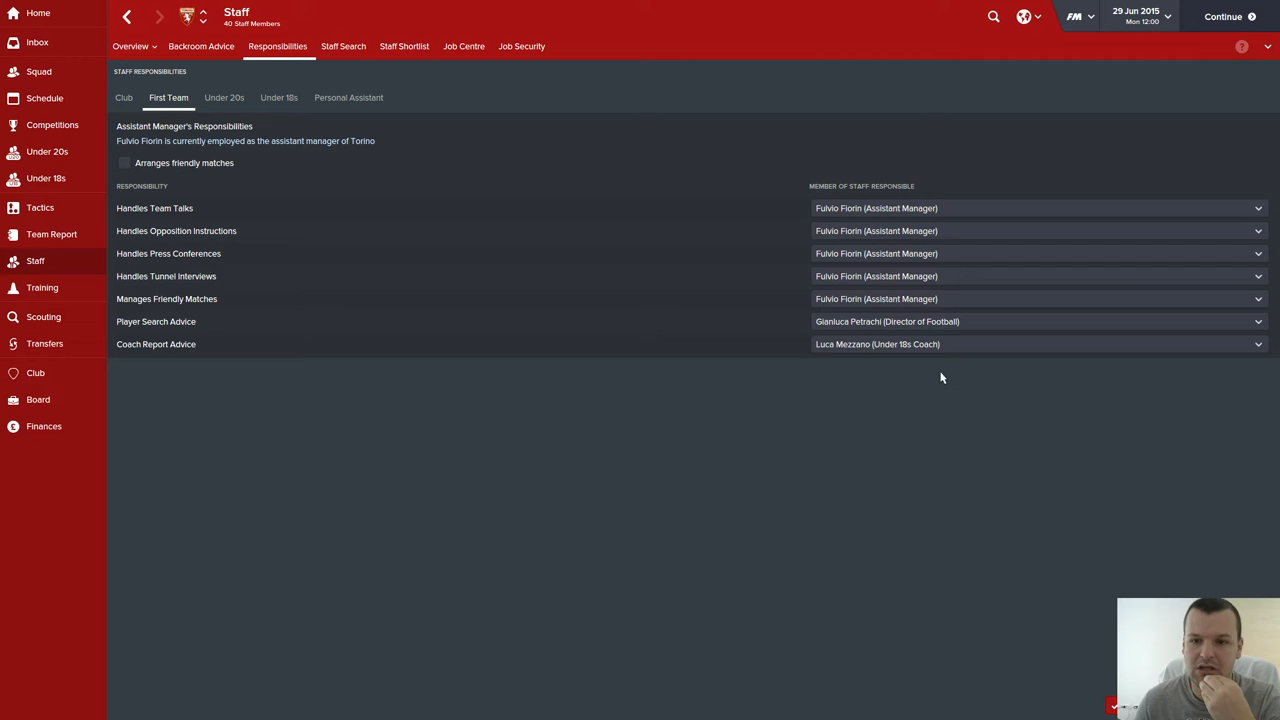 Home
Staff
40 Staff Members
FM
29 Jun 2015
Mon 12:00
Continue
Inbox
Overview
Backroom Advice
Responsibilities
Staff Search
Staff Shortlist
Job Centre
Job Security
?
Squad
STAFF RESPONSIBILITIES
Schedule
Club
First Team
Under 20s
Under 18s
Personal Assistant
Competitions
Assistant Manager's Responsibilities
Fulvio Fiorin is currently employed as the assistant manager of Torino
Under 20s
Arranges friendly matches
Under 18s
RESPONSIBILITY
MEMBER OF STAFF RESPONSIBLE
Tactics
Handles Team Talks
Fulvio Fiorin (Assistant Manager)
Team Report
Handles Opposition Instructions
Fulvio Fiorin (Assistant Manager)
Staff
Handles Press Conferences
Fulvio Fiorin (Assistant Manager)
Training
Handles Tunnel Interviews
Fulvio Fiorin (Assistant Manager)
Manages Friendly Matches
Fulvio Fiorin (Assistant Manager)
Scouting
Player Search Advice
Gianluca Petrachi (Director of Football)
Transfers
Coach Report Advice
Luca Mezzano (Under 18s Coach)
Club
Board
Finances